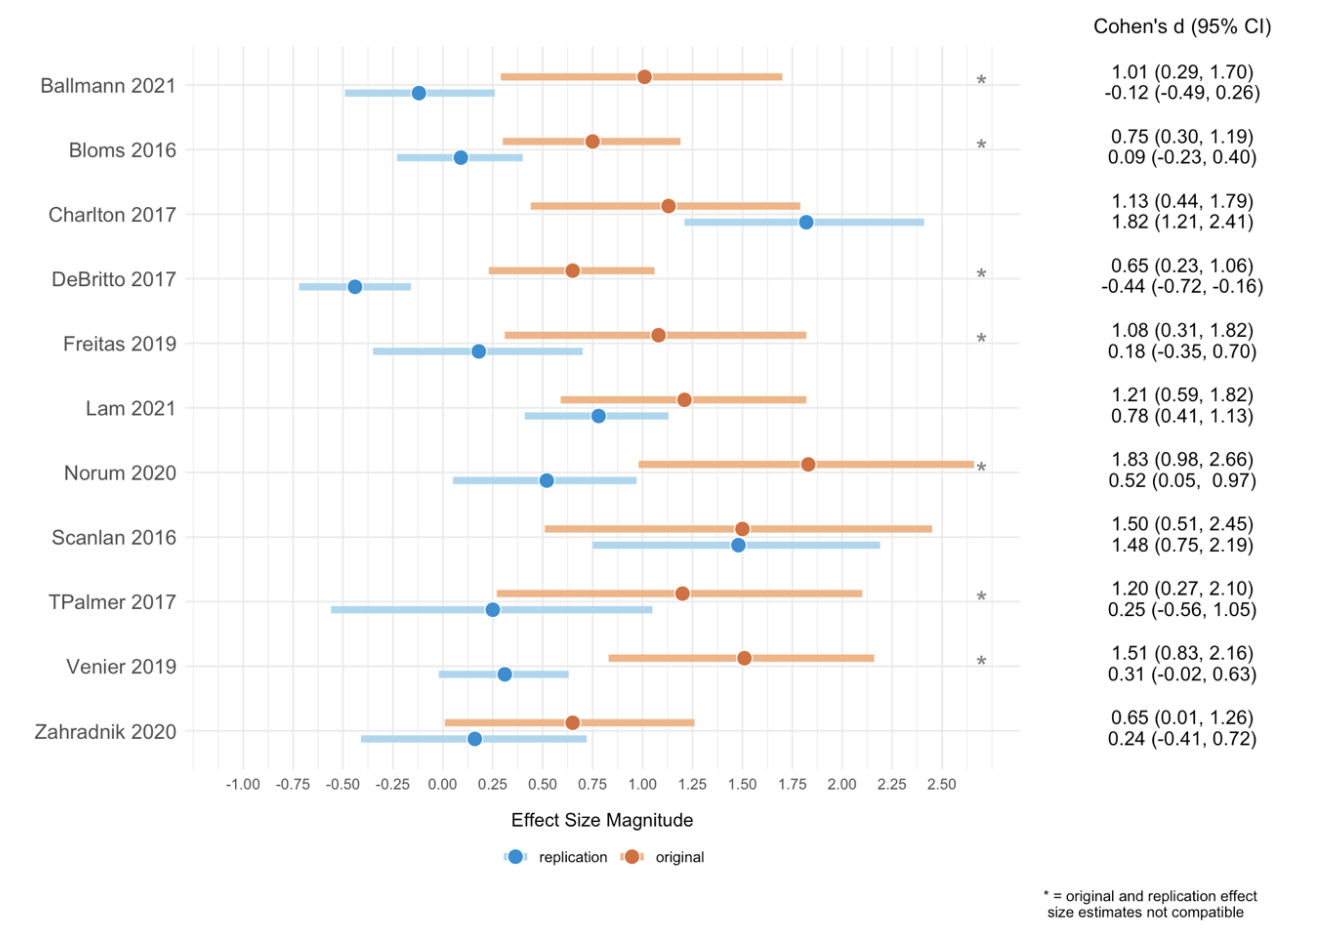 Cohen's d (95% CI)
Ballmann 2021
*
1.01 (0.29, 1.70)
-0.12 (-0.49, 0.26)
Bloms 2016
*
0.75 (0.30, 1.19)
0.09 (-0.23, 0.40)
Charlton 2017
1.13 (0.44, 1.79)
1.82 (1.21, 2.41)
DeBritto 2017
*
0.65 (0.23, 1.06)
-0.44 (-0.72, -0.16)
Freitas 2019
*
1.08 (0.31, 1.82)
0.18 (-0.35, 0.70)
Lam 2021
1.21 (0.59, 1.82)
0.78 (0.41, 1.13)
Norum 2020
*
1.83 (0.98, 2.66)
0.52 (0.05,  0.97)
Scanlan 2016
1.50 (0.51, 2.45)
1.48 (0.75, 2.19)
TPalmer 2017
*
1.20 (0.27, 2.10)
0.25 (-0.56, 1.05)
Venier 2019
*
1.51 (0.83, 2.16)
0.31 (-0.02, 0.63)
Zahradnik 2020
0.65 (0.01, 1.26)
0.24 (-0.41, 0.72)
-1.00 -0.75 -0.50 -0.25 0.00 0.25 0.50 0.75 1.00 1.25 1.50 1.75 2.00 2.25 2.50
Effect Size Magnitude
replication original
* = original and replication effect
size estimates not compatible